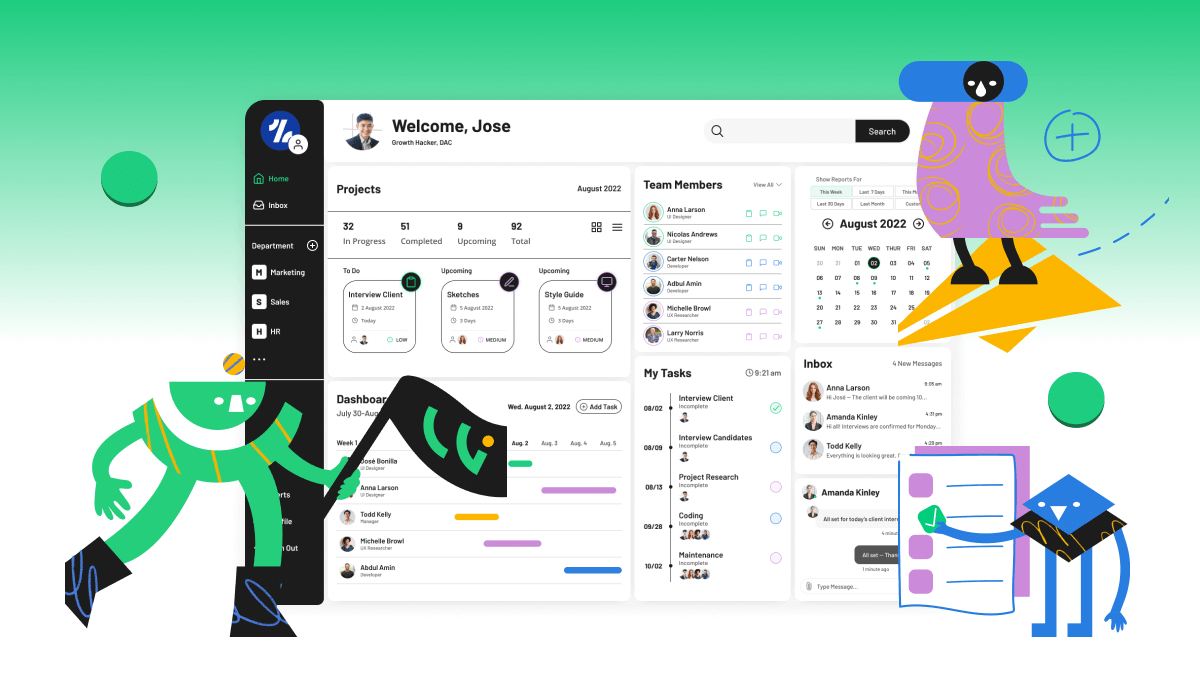 Welcome, Jose
Growth Hacker, DAC
Search
Home
Inbox
Department
M Marketing
S Sales
H HR
Projects
August 2022
32
In Progress
51
Completed
9
Upcoming
92
Total
To Do
Interview Client
2 August 2022
Today
LOW
Upcoming
Sketches
5 August 2022
3 Days
MEDIUM
Upcoming
Style Guide
5 August 2022
3 Days
MEDIUM
July 30-Aug
Wed. August 2, 2022
Add Task
Week 1
Aug. 2
Aug. 3
Aug. 4
Aug. 5
José Bonilla
UI Designer
Anna Larson
UI Designer
Todd Kelly
Manager
Michelle Browl
UX Researcher
Abdul Amin
Developer
Out
Team Members
View All
Anna Larson
UI Designer
Nicolas Andrews
UI Designer
Carter Nelson
Developer
Adbul Amin
Developer
Michelle Browl
UX Researcher
Larry Norris
UX Researcher
My Tasks
9:21 am
08/02
Interview Client
Incomplete
08/09
Interview Candidates
Incomplete
08/13
Project Research
Incomplete
09/28
Coding
Incomplete
10/02
Maintenance
Incomplete
Show Reports For
This Week
Last 7 Days
Last 30 Days
Last Month
August 2022
SUN MON TUE WED THUR FRI SAT
30 31 01 02 03 04 05
06 07 08 09 10 11 12
13 14 15 16 17 18 19
20 21 22 23 24 25 26
27 28 29 30 31
Inbox
4 New Messages
Anna Larson
9:05 am
Hi José — The client will be coming 10...
Amanda Kinley
4:31 pm
Hi all! Interviews are confirmed for Monday...
Todd Kelly
4:29 pm
Everything is looking great.
Amanda Kinley
All set for today's client
All set —
1 minute ago
Type Message...